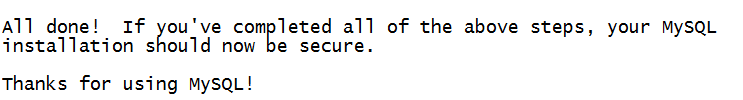 All done!  If you've completed all of the above steps, your MySQL
installation should now be secure.
Thanks for using MySQL!